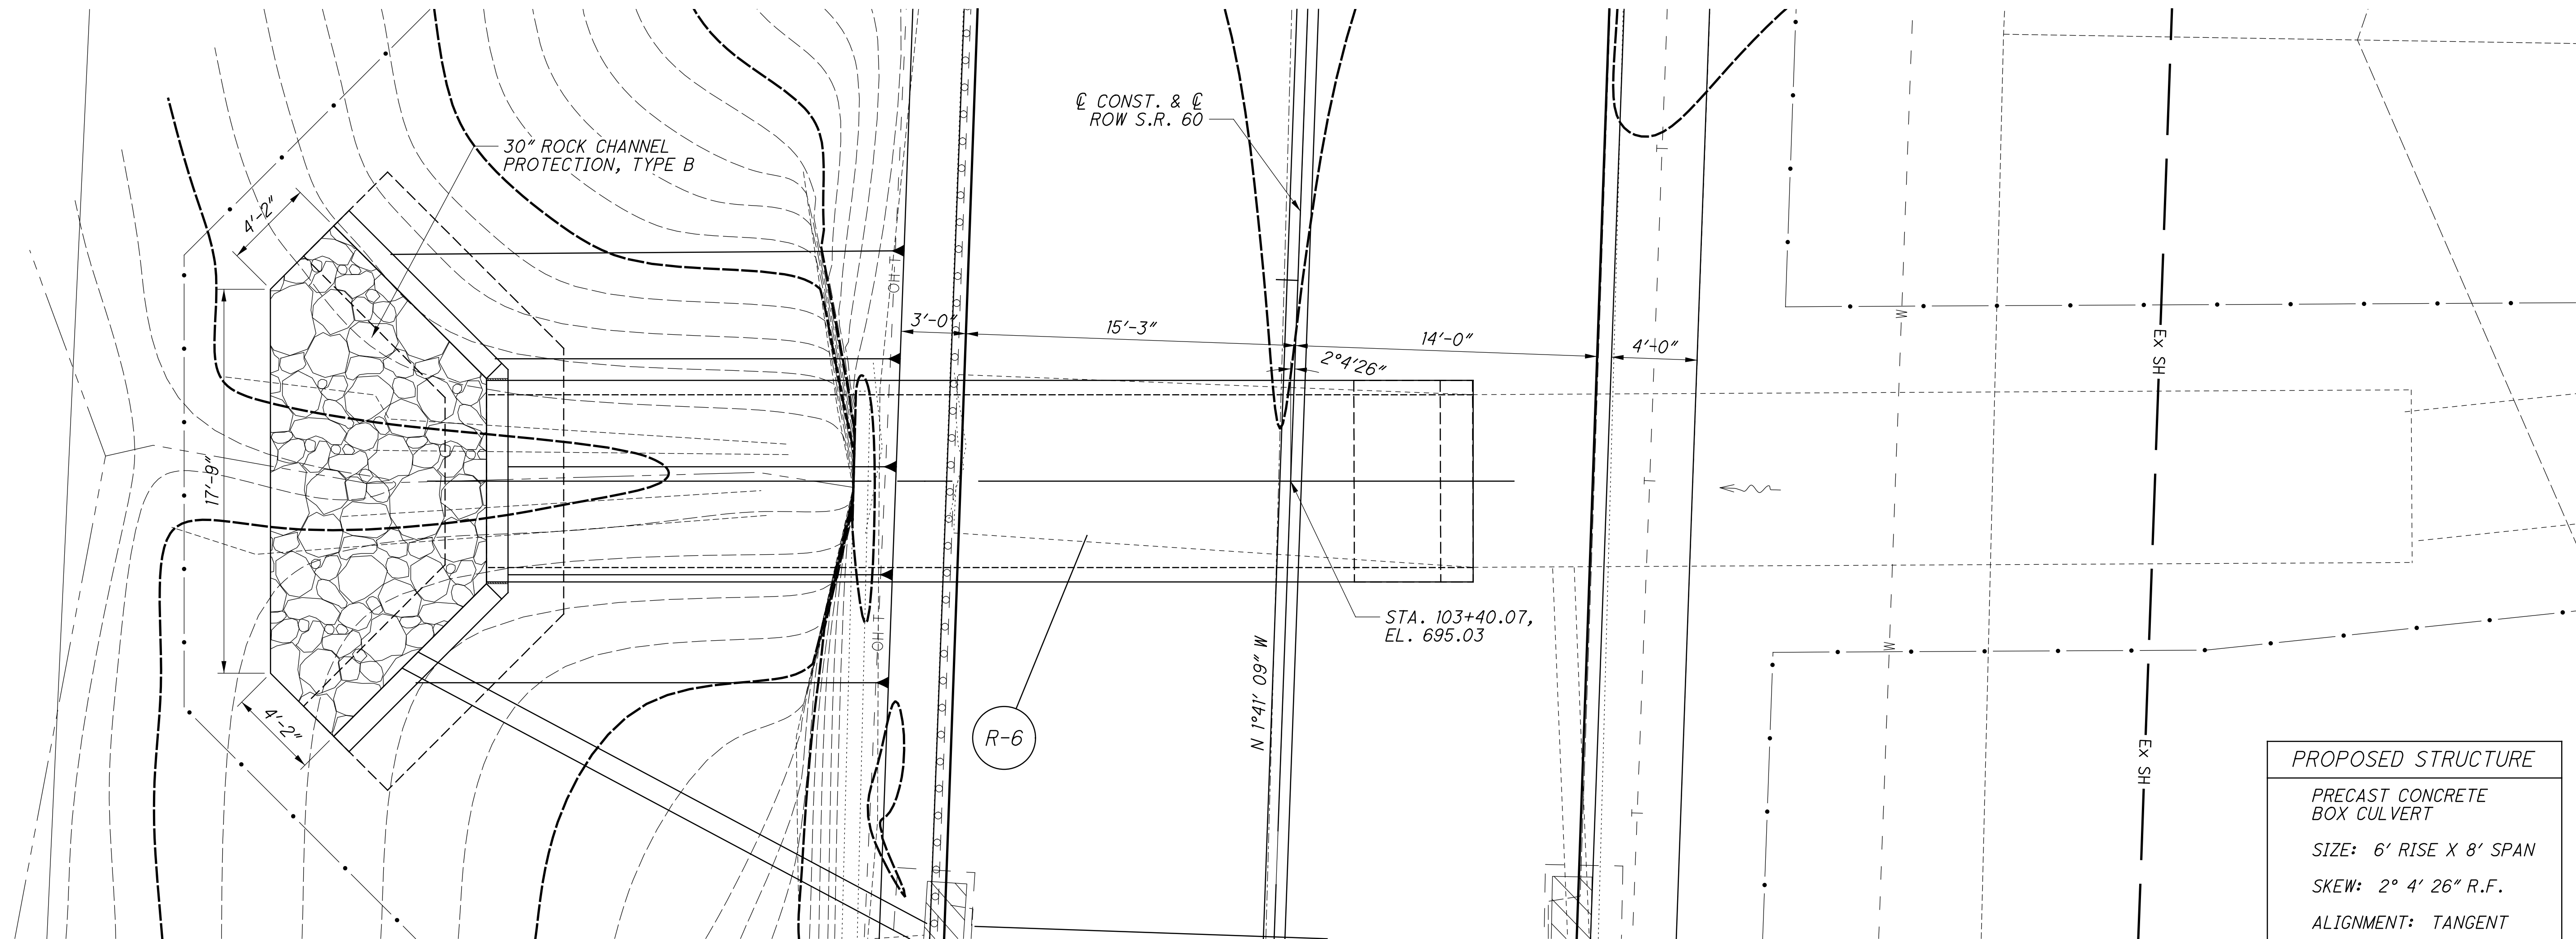 ℄ CONST. & ℄
ROW S.R. 60
30" ROCK CHANNEL
PROTECTION, TYPE B
4'-2"
OH T
3'-0"
15'-3"
14'-0"
4'-0"
2°4'26"
T
T
T
T
W
Ex SH
17'-9"
STA. 103+40.07,
EL. 695.03
N 1°41' 09" W
OH T
W
4'-2"
R-6
Ex SH
PROPOSED STRUCTURE
PRECAST CONCRETE
BOX CULVERT
SIZE: 6' RISE X 8' SPAN
SKEW: 2° 4' 26" R.F.
ALIGNMENT: TANGENT